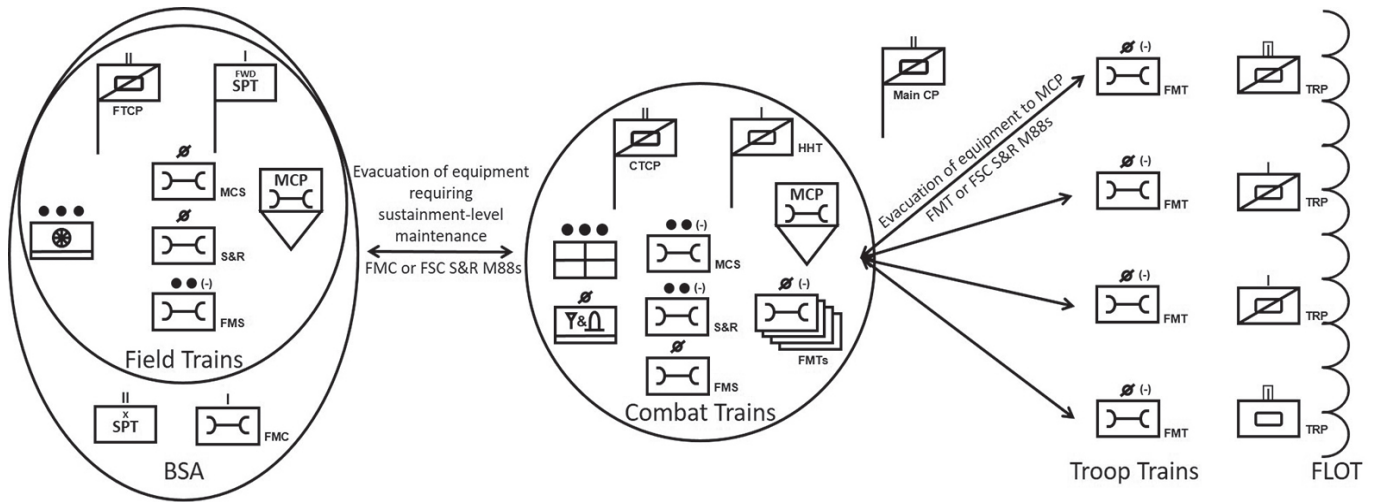 II
FTCP
I
FWD
SPT
MCS
MCP
S&R
(-)
FMS
Field Trains
II
X
SPT
I
FMC
BSA
Evacuation of equipment
requiring
sustainment-level
maintenance
FMC or FSC S&R M88s
II
CTCP
I
HHT
MCP
(-)
MCS
&
(-)
S&R
(-)
FMTs
FMS
Combat Trains
II
Main CP
Evacuation of equipment to MCP
FMT or FSC S&R M88s
(-)
FMT
I
TRP
(-)
FMT
I
TRP
(-)
FMT
I
TRP
(-)
FMT
I
TRP
Troop Trains
FLOT